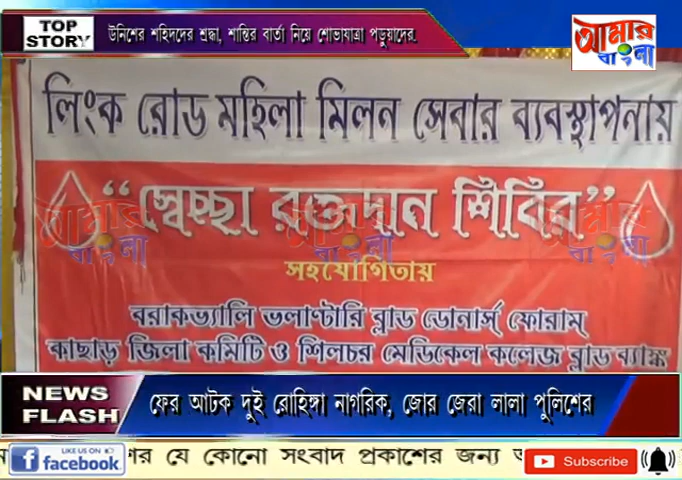 TOP STORY
উনিশের শহিদদের শ্রদ্ধা, শান্তির বার্তা নিয়ে শোভাযাত্রা পড়ুয়াদের.
আমার বাংলা
লিংক রোড মহিলা মিলন সেবার ব্যবস্থাপনায়
“স্বেচ্ছা রক্তদান শিবির”
সহযোগিতায়
বরাকভ্যালি ভলাণ্টারি ব্লাড ডোনার্স্ ফোরাম্
কাছাড় জিলা কমিটি ও শিলচর মেডিকেল কলেজ ব্লাড ব্যাঙ্ক
NEWS FLASH
ফের আটক দুই রোহিঙ্গা নাগরিক, জোর জেরা লালা পুলিশের
LIKE US ON facebook. যে কোনো সংবাদ প্রকাশের জন্য Subscribe